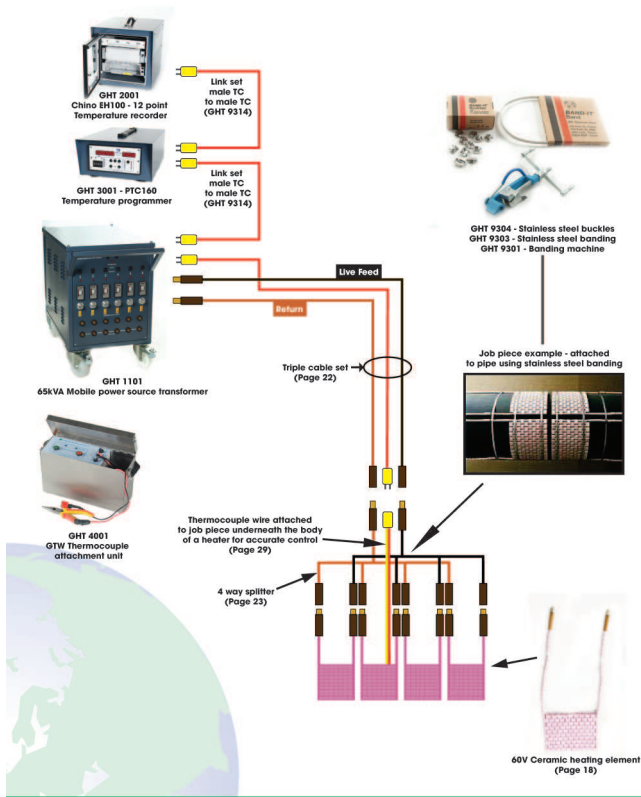 GHT 2001
Chino EH100 - 12 point
Temperature recorder
Link set
male TC
to male TC
(GHT 9314)
GHT 3001 - PTC160
Temperature programmer
Link set
male TC
to male TC
(GHT 9314)
BAND-IT
BAND-IT
GHT 9304 - Stainless steel buckles
GHT 9303 - Stainless steel banding
GHT 9301 - Banding machine
Live Feed
Return
GHT 1101
65kVA Mobile power source transformer
Triple cable set
(Page 22)
Job piece example - attached
to pipe using stainless steel banding
GHT 4001
GTW Thermocouple
attachment unit
Thermocouple wire attached
to job piece underneath the body
of a heater for accurate control
(Page 29)
4 way splitter
(Page 23)
60V Ceramic heating element
(Page 18)